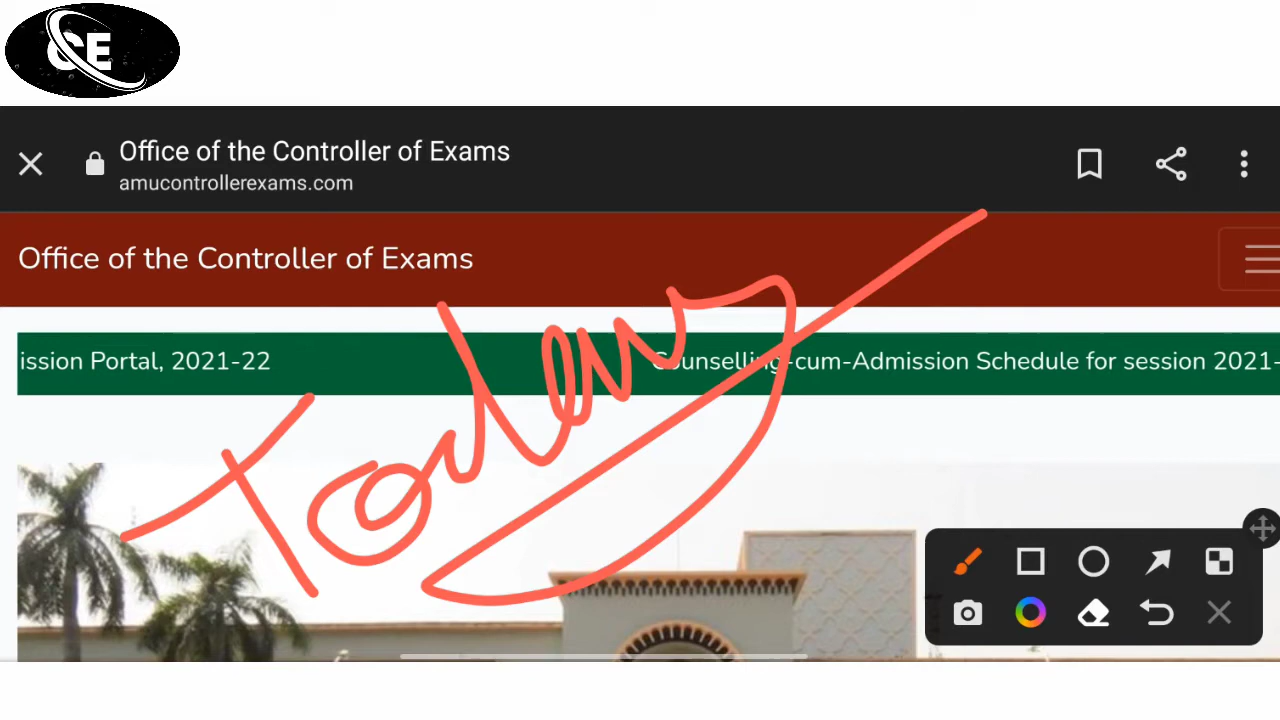 CE
Office of the Controller of Exams
amucontrollerexams.com
Office of the Controller of Exams
ission Portal, 2021-22
Counselling-cum-Admission Schedule for session 2021-
Today